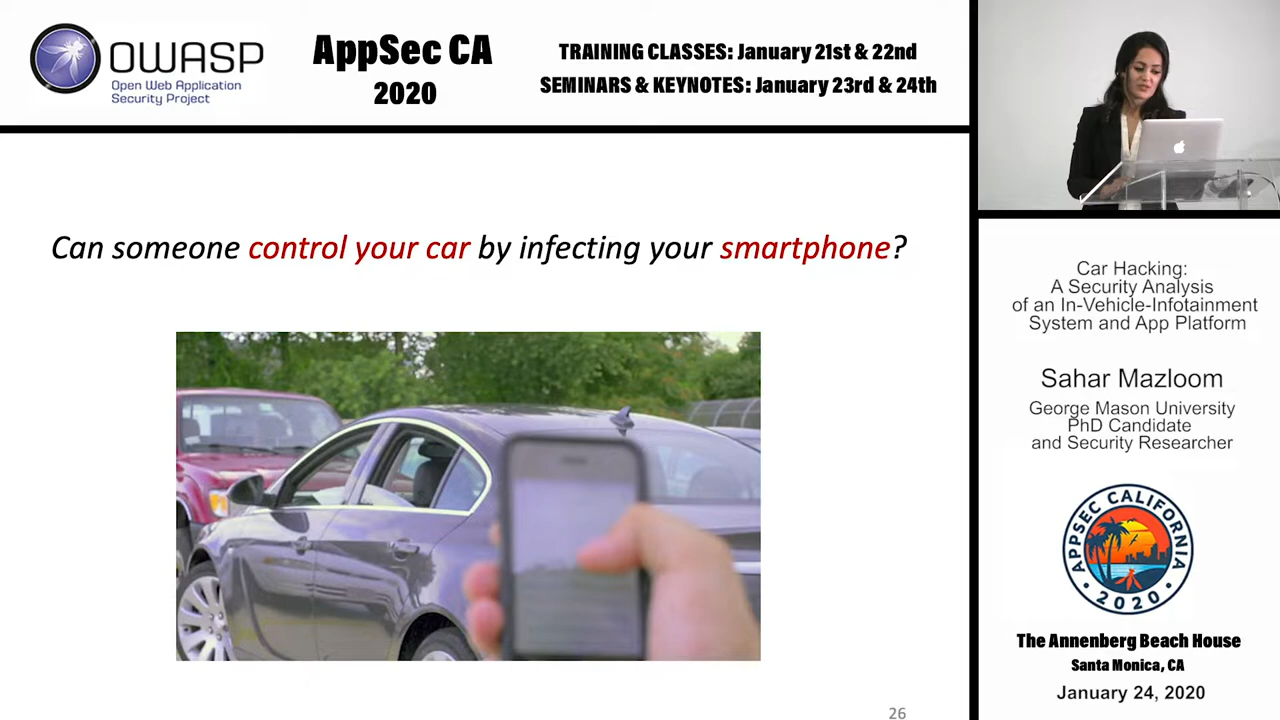 OWASP
Open Web Application
Security Project
AppSec CA
2020
TRAINING CLASSES: January 21st & 22nd
SEMINARS & KEYNOTES: January 23rd & 24th
Can someone control your car by infecting your smartphone?
26
Car Hacking:
A Security Analysis
of an In-Vehicle-Infotainment
System and App Platform
Sahar Mazloom
George Mason University
PhD Candidate
and Security Researcher
APPSEC CALIFORNIA
2020
The Annenberg Beach House
Santa Monica, CA
January 24, 2020